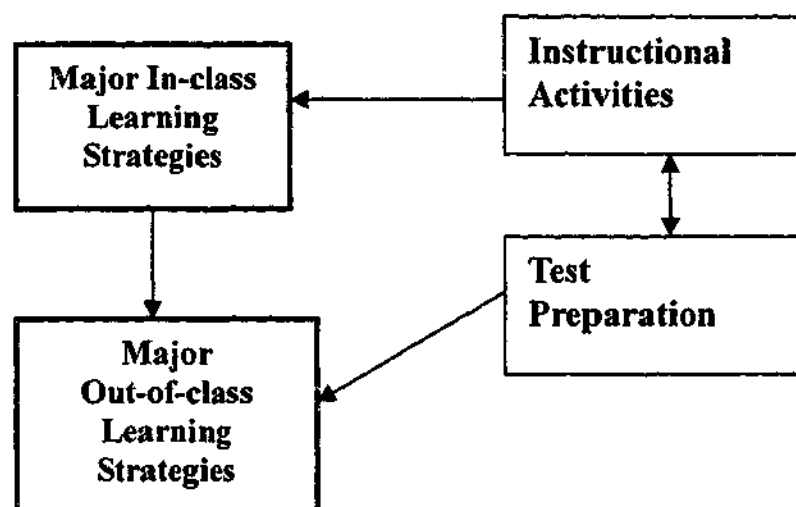 Major In-class
Learning
Strategies
Instructional
Activities
Test
Preparation
Major
Out-of-class
Learning
Strategies